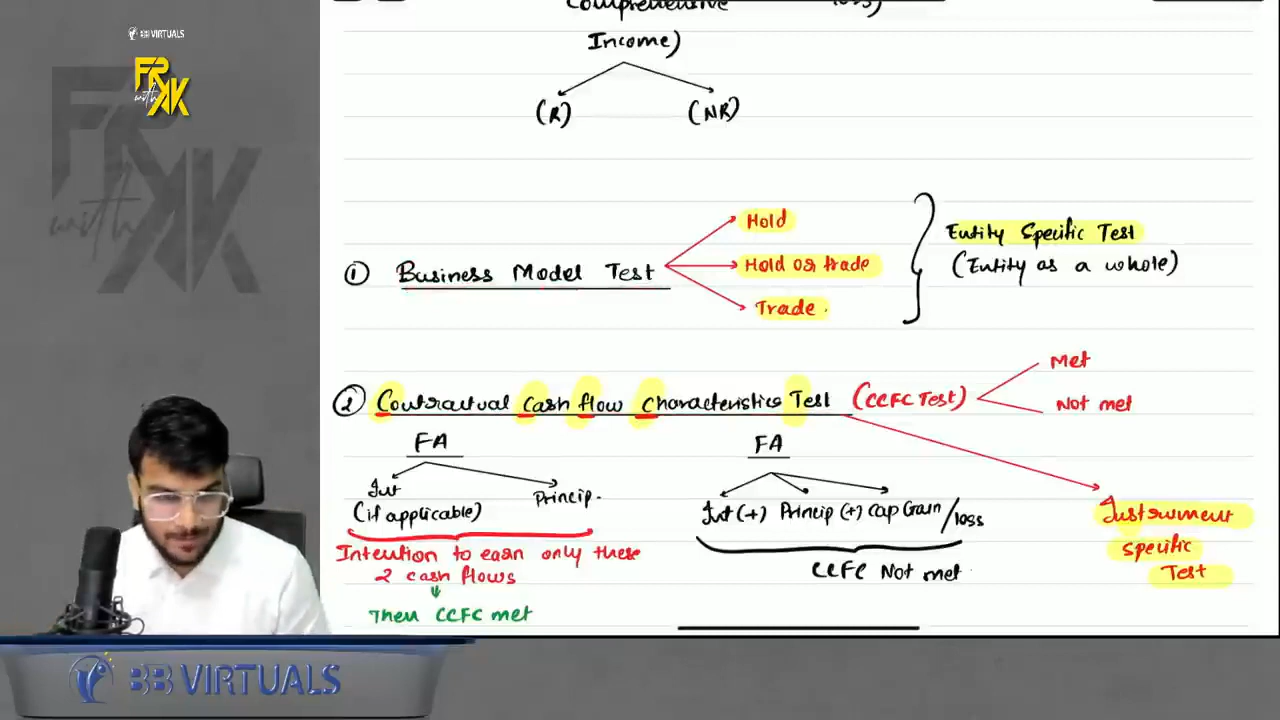 BB VIRTUALS
FR
with KK
Comprehensive loss)
Income)
(R) (NR)
Hold
Entity Specific Test
① Business Model Test Hold or trade
(Entity as a whole)
Trade.
Met
② Contractual Cash flow Characteristics Test (CCFC Test)
Not met
FA FA
Int Princip.
(if applicable)
Int (+) Princip (+) Cap Gain/loss
Instrument
specific
Test
Intention to earn only these
2 cash flows
CCFC Not met
Then CCFC met
BB VIRTUALS